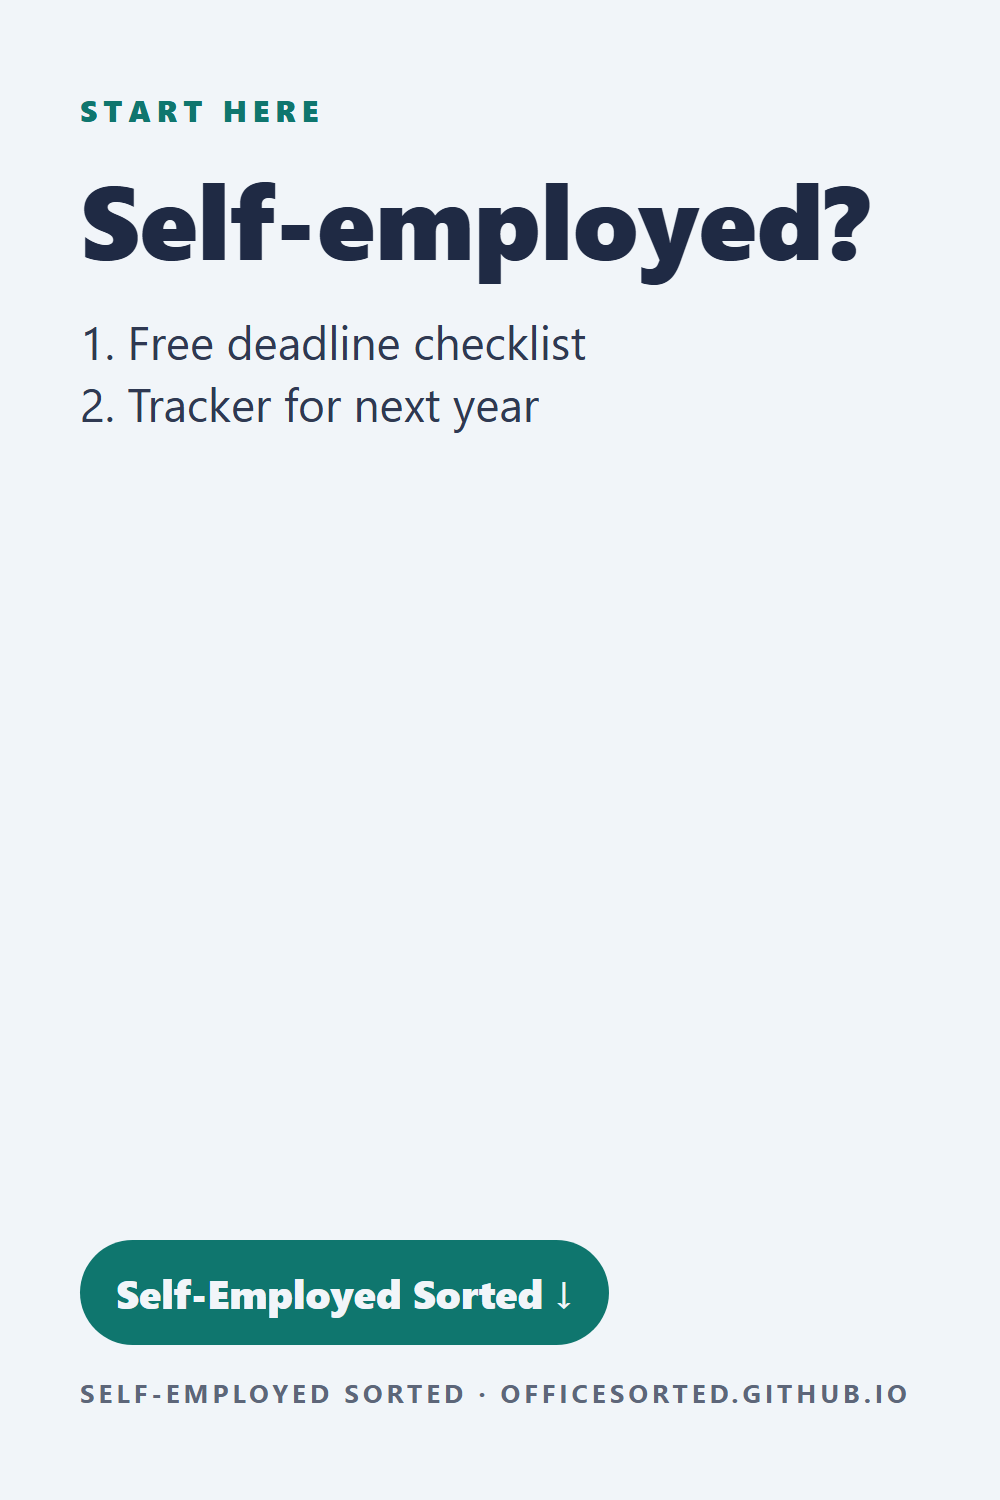 START HERE
Self-employed?
1. Free deadline checklist
2. Tracker for next year
Self-Employed Sorted ↓
SELF-EMPLOYED SORTED · OFFICESORTED.GITHUB.IO